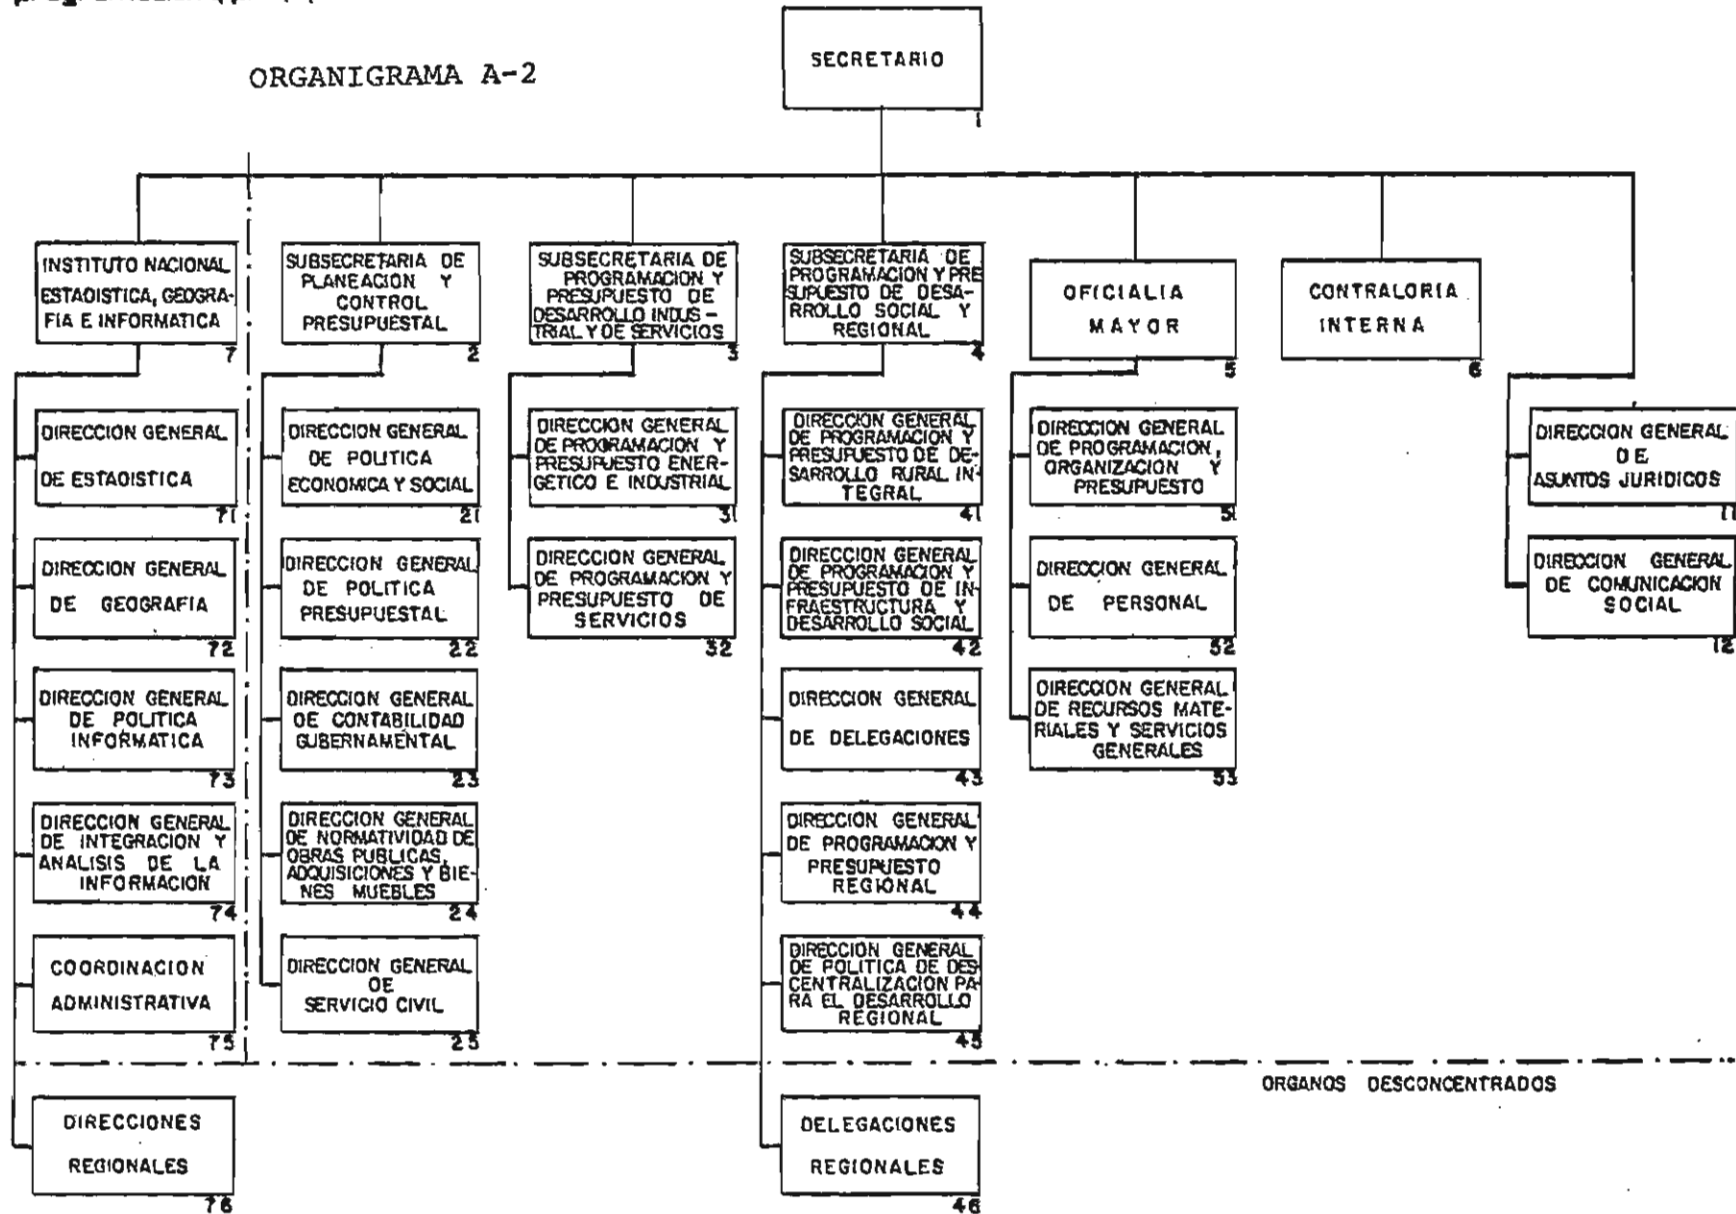 ORGANIGRAMA A-2
SECRETARIO
1
INSTITUTO NACIONAL
ESTADISTICA, GEOGRA-
FIA E INFORMATICA
7
SUBSECRETARIA DE
PLANEACION Y
CONTROL
PRESUPUESTAL
2
SUBSECRETARIA DE
PROGRAMACION Y
PRESUPUESTO DE
DESARROLLO INDUS-
TRIAL Y DE SERVICIOS
3
SUBSECRETARIA DE
PROGRAMACION Y PRE
SUPUESTO DE DESA-
RROLLO SOCIAL Y
REGIONAL
4
OFICIALIA
MAYOR
5
CONTRALORIA
INTERNA
6
DIRECCION GENERAL
DE ESTADISTICA
71
DIRECCION GENERAL
DE POLITICA
ECONOMICA Y SOCIAL
21
DIRECCION GENERAL
DE PROGRAMACION Y
PRESUPUESTO ENER-
GETICO E INDUSTRIAL
31
DIRECCION GENERAL
DE PROGRAMACION Y
PRESUPUESTO DE DE-
SARROLLO RURAL IN-
TEGRAL
41
DIRECCION GENERAL
DE PROGRAMACION,
ORGANIZACION Y
PRESUPUESTO
51
DIRECCION GENERAL
DE
ASUNTOS JURIDICOS
11
DIRECCION GENERAL
DE GEOGRAFIA
72
DIRECCION GENERAL
DE POLITICA
PRESUPUESTAL
22
DIRECCION GENERAL
DE PROGRAMACION Y
PRESUPUESTO DE
SERVICIOS
32
DIRECCION GENERAL
DE PROGRAMACION Y
PRESUPUESTO DE IN-
FRAESTRUCTURA Y
DESARROLLO SOCIAL
42
DIRECCION GENERAL
DE PERSONAL
52
DIRECCION GENERAL
DE COMUNICACION
SOCIAL
12
DIRECCION GENERAL
DE POLITICA
INFORMATICA
73
DIRECCION GENERAL
DE CONTABILIDAD
GUBERNAMENTAL
23
DIRECCION GENERAL
DE DELEGACIONES
43
DIRECCION GENERAL
DE RECURSOS MATE-
RIALES Y SERVICIOS
GENERALES
53
DIRECCION GENERAL
DE INTEGRACION Y
ANALISIS DE LA
INFORMACION
74
DIRECCION GENERAL
DE NORMATIVIDAD DE
OBRAS PUBLICAS,
ADQUISICIONES Y BIE-
NES MUEBLES
24
DIRECCION GENERAL
DE PROGRAMACION Y
PRESUPUESTO
REGIONAL
44
COORDINACION
ADMINISTRATIVA
75
DIRECCION GENERAL
DE
SERVICIO CIVIL
25
DIRECCION GENERAL
DE POLITICA DE DES
CENTRALIZACION PA-
RA EL DESARROLLO
REGIONAL
45
ORGANOS DESCONCENTRADOS
DIRECCIONES
REGIONALES
76
DELEGACIONES
REGIONALES
46